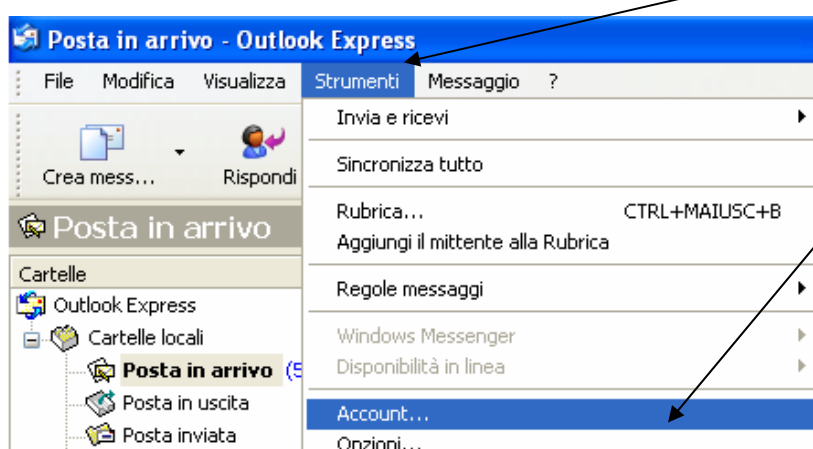 Posta in arrivo - Outlook Express
File Modifica Visualizza Strumenti Messaggio ?
Crea mess... Rispondi
Posta in arrivo
Cartelle
Outlook Express
Cartelle locali
Posta in arrivo (5
Posta in uscita
Posta inviata
Invia e ricevi
Sincronizza tutto
Rubrica... CTRL+MAIUSC+B
Aggiungi il mittente alla Rubrica
Regole messaggi
Windows Messenger
Disponibilità in linea
Account...
Opzioni...